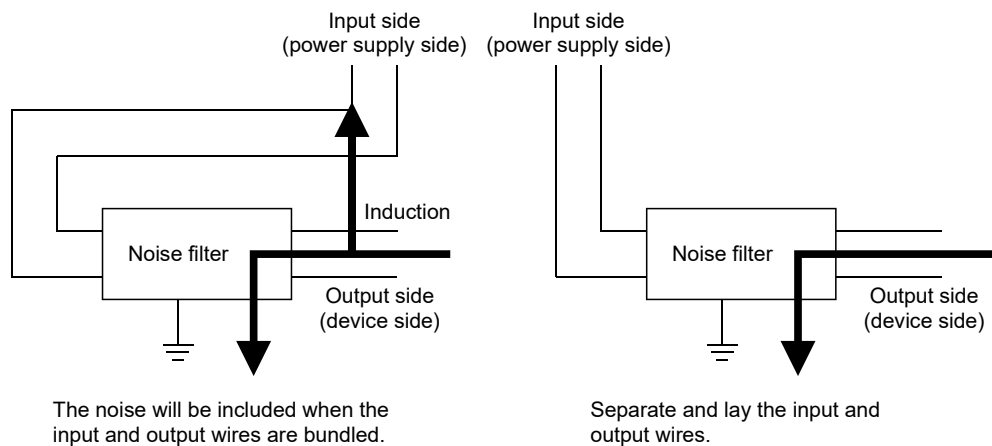 Input side
(power supply side)
Induction
Noise filter
Output side
(device side)
The noise will be included when the
input and output wires are bundled.
Input side
(power supply side)
Noise filter
Output side
(device side)
Separate and lay the input and
output wires.